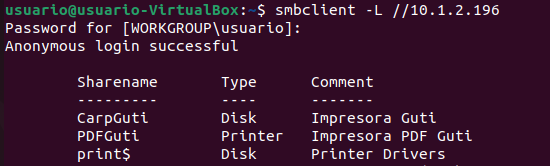 usuario@usuario-VirtualBox:~$ smbclient -L //10.1.2.196
Password for [WORKGROUP\usuario]:
Anonymous login successful
Sharename Type Comment
--------- ---- -------
CarpGuti Disk Impresora Guti
PDFGuti Printer Impresora PDF Guti
print$ Disk Printer Drivers